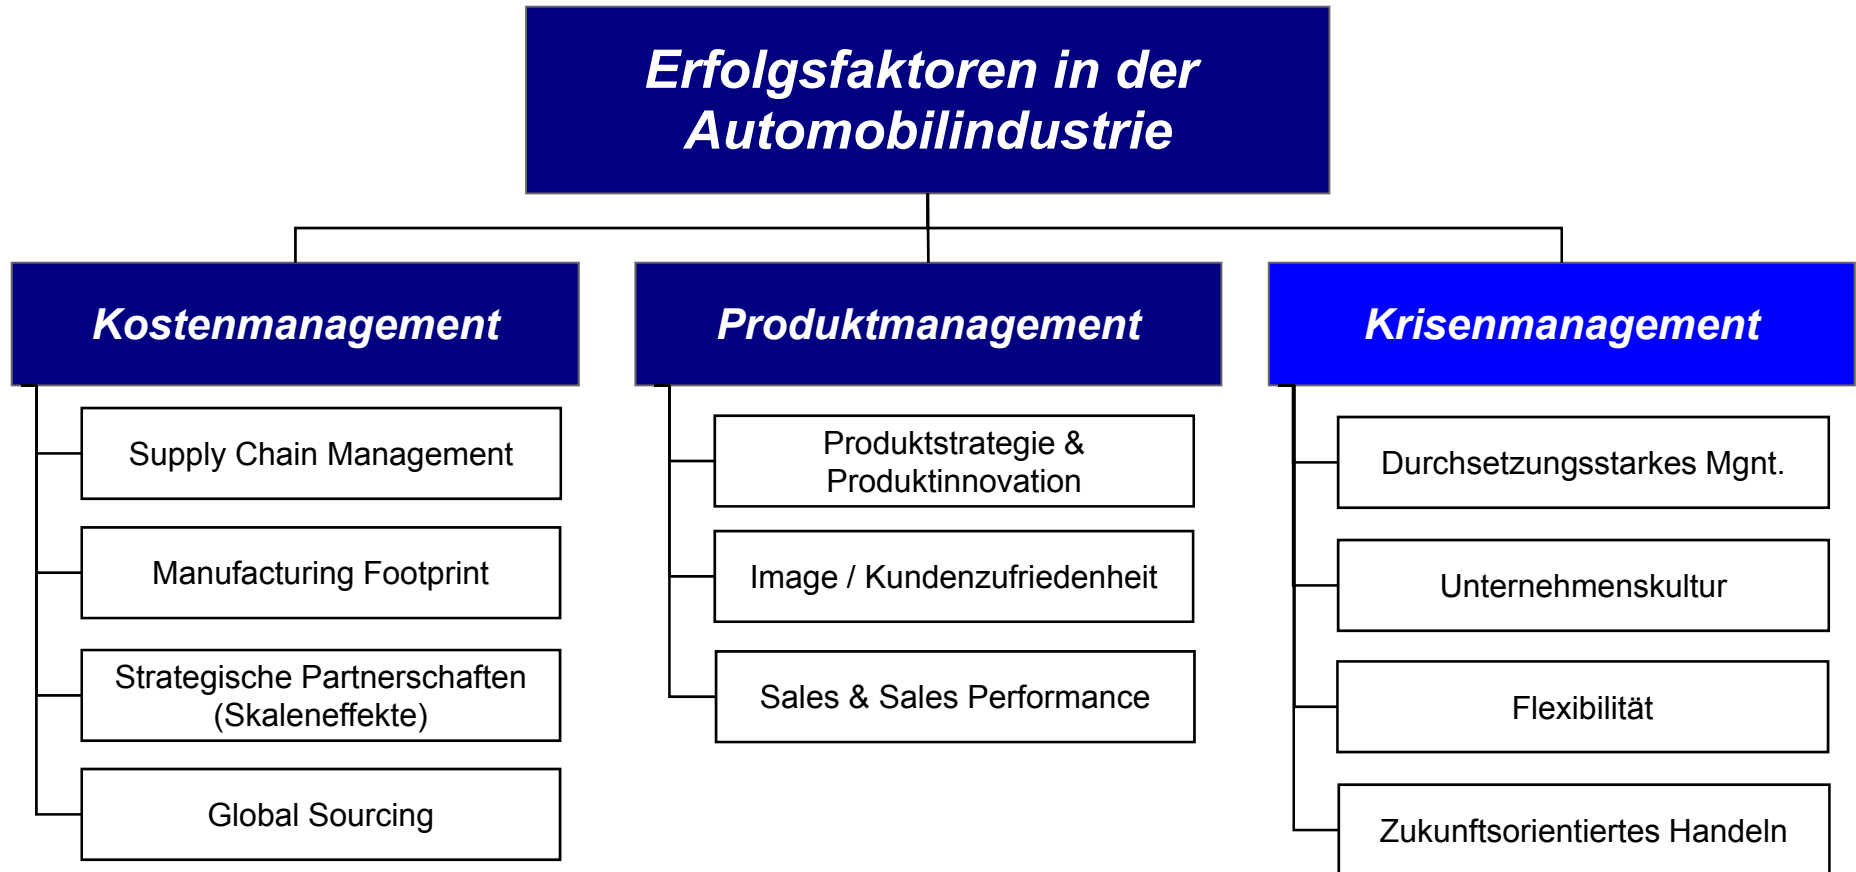 Erfolgsfaktoren in der
Automobilindustrie
Kostenmanagement
Supply Chain Management
Manufacturing Footprint
Strategische Partnerschaften
(Skaleneffekte)
Global Sourcing
Produktmanagement
Produktstrategie &
Produktinnovation
Image / Kundenzufriedenheit
Sales & Sales Performance
Krisenmanagement
Durchsetzungsstarkes Mgnt.
Unternehmenskultur
Flexibilität
Zukunftsorientiertes Handeln